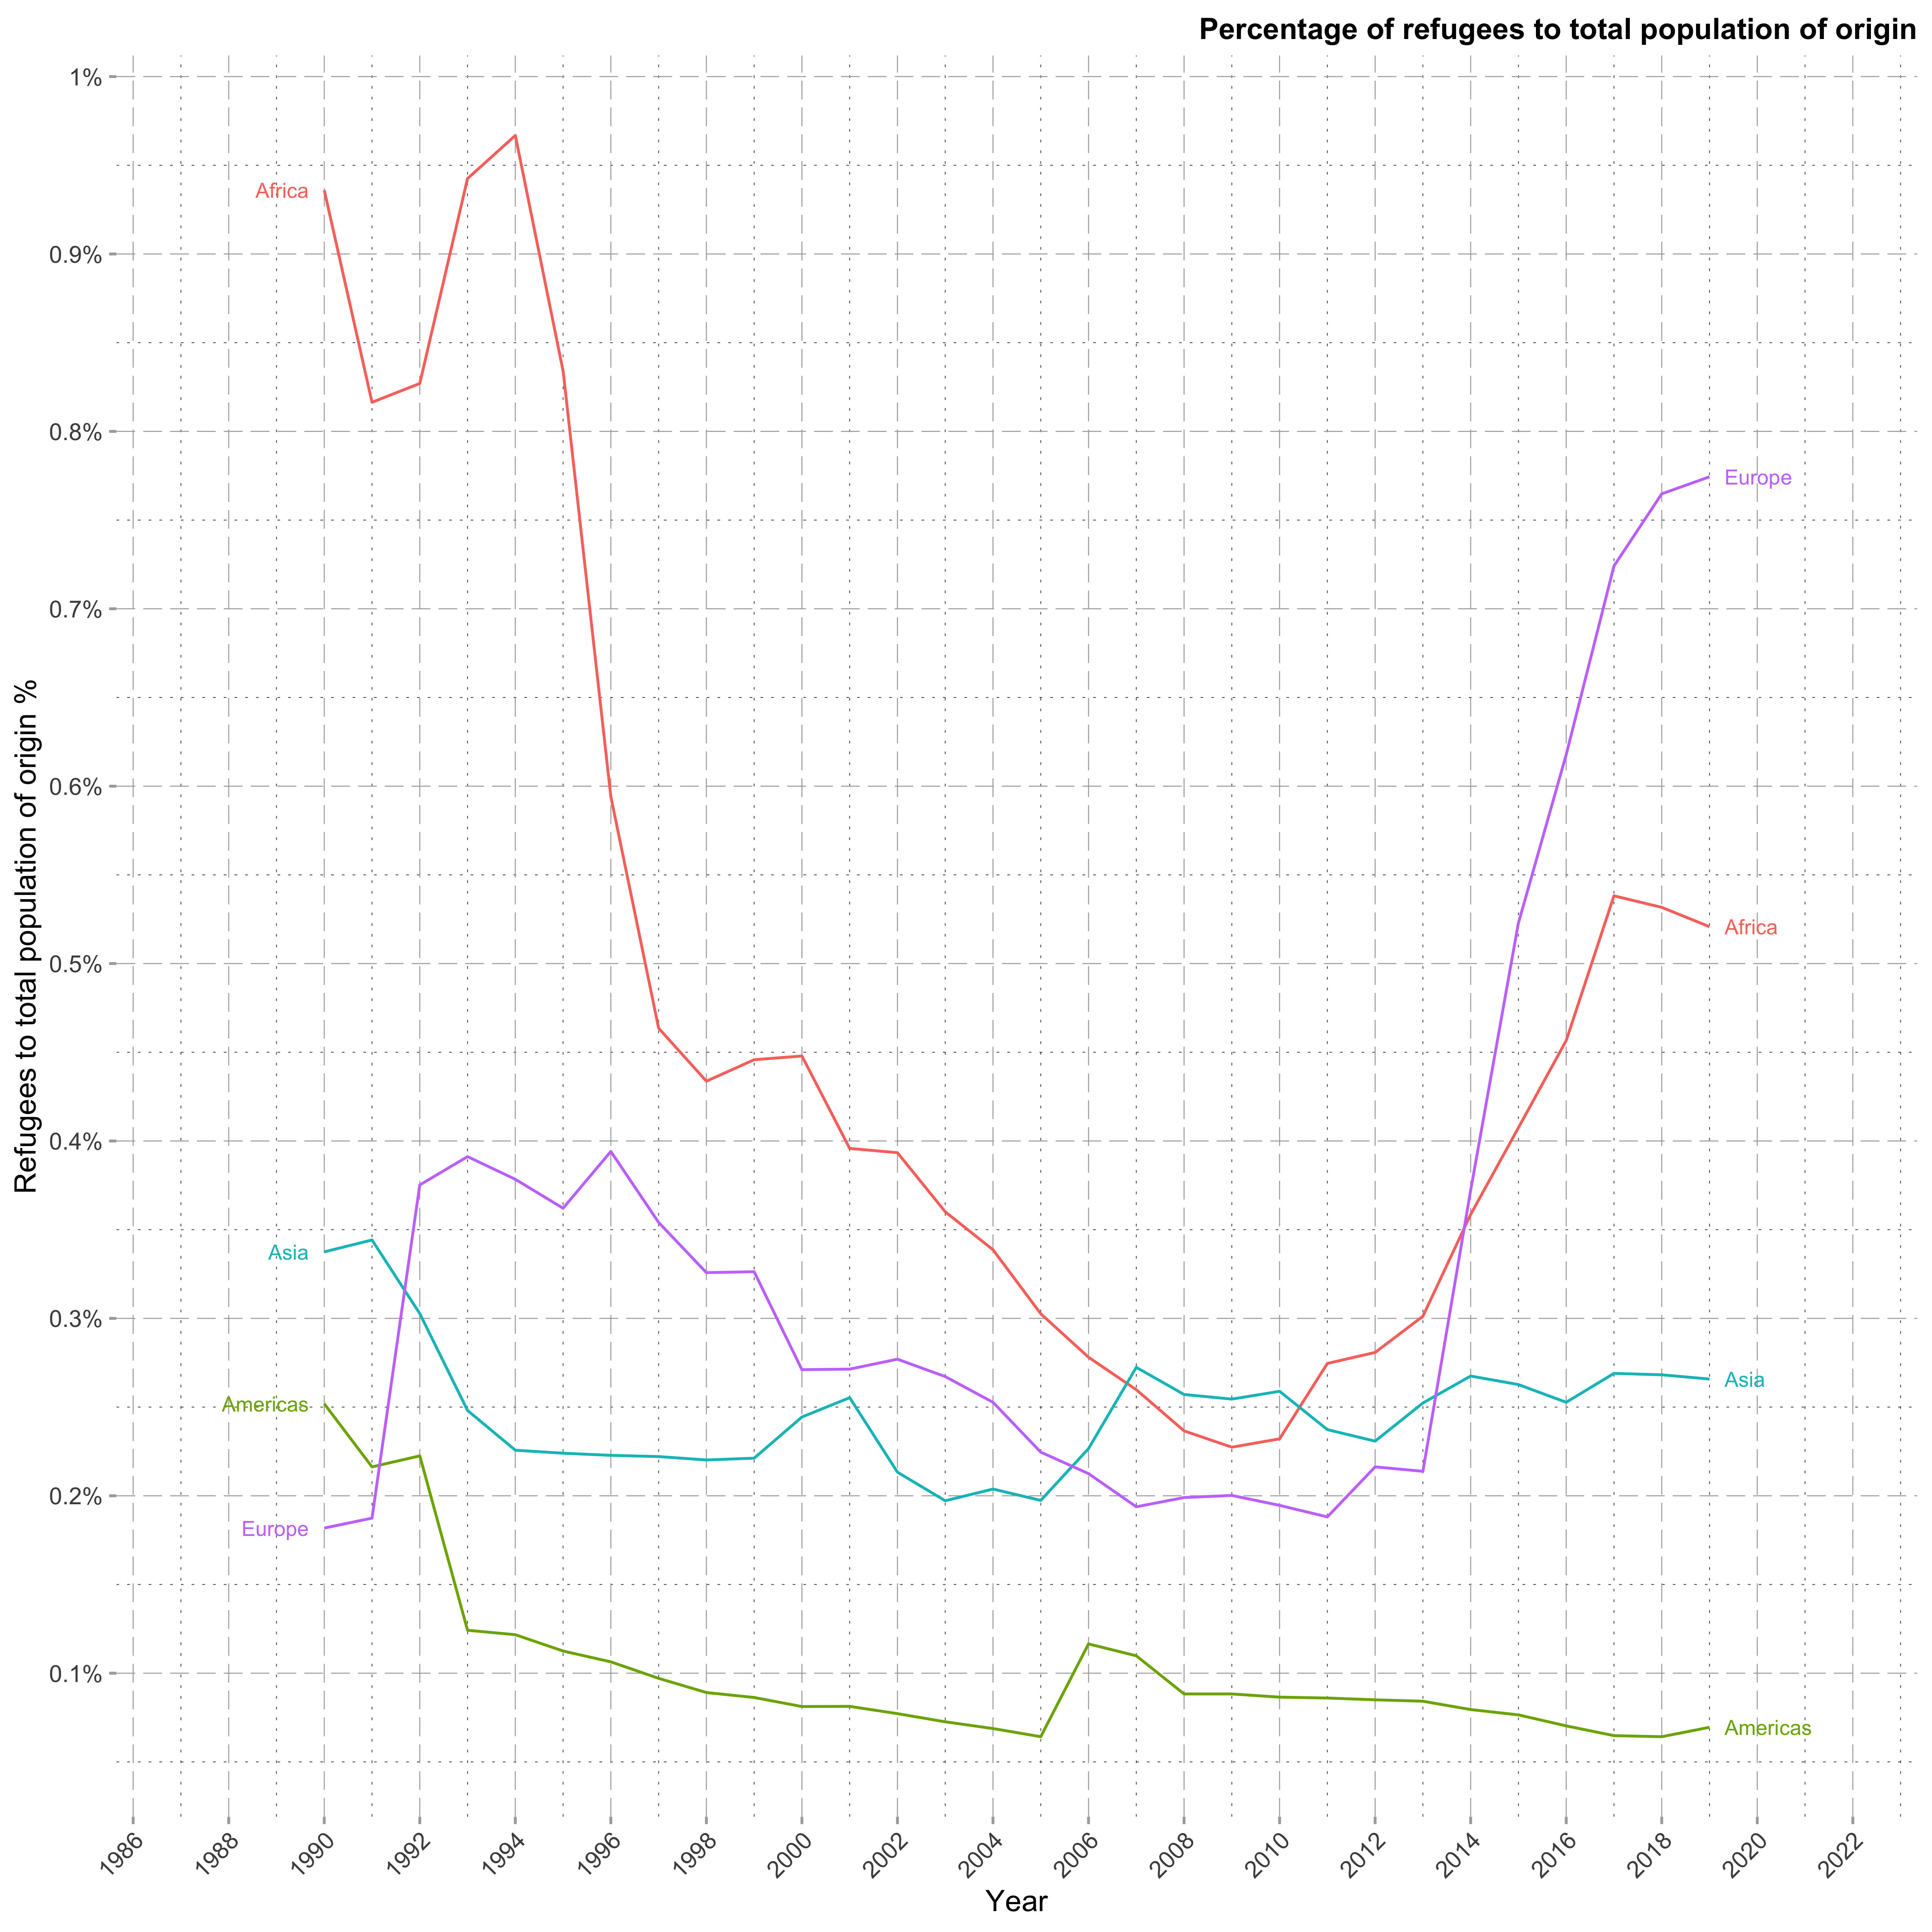 Percentage of refugees to total population of origin
Refugees to total population of origin %
1%
0.9%
0.8%
0.7%
0.6%
0.5%
0.4%
0.3%
0.2%
0.1%
Africa
Asia
Americas
Europe
Europe
Africa
Asia
Americas
1986
1988
1990
1992
1994
1996
1998
2000
2002
2004
2006
2008
2010
2012
2014
2016
2018
2020
2022
Year